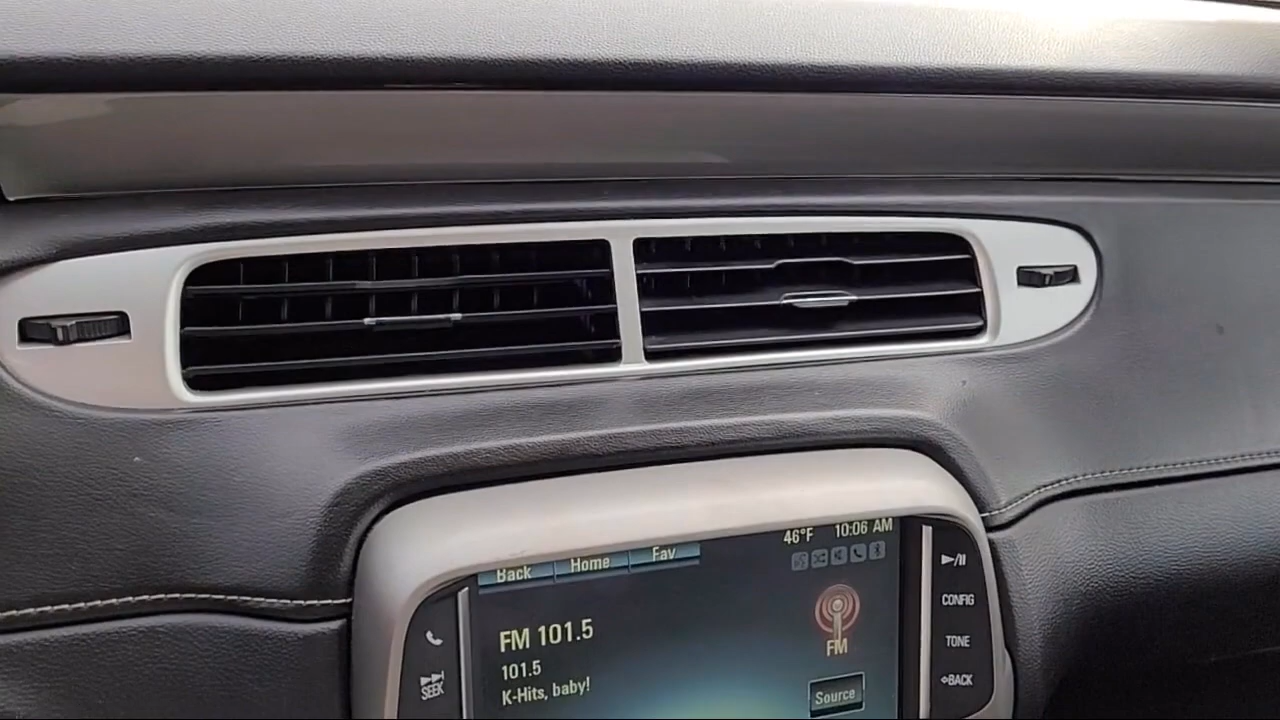 46°F 10:06 AM
Back Home Fav
FM 101.5
101.5
K-Hits, baby!
FM
Source
SEEK
CONFIG
TONE
BACK